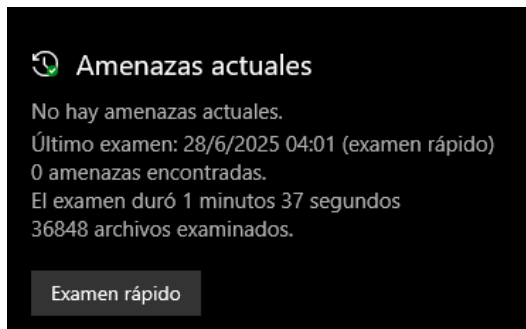 Amenazas actuales
No hay amenazas actuales.
Último examen: 28/6/2025 04:01 (examen rápido)
0 amenazas encontradas.
El examen duró 1 minutos 37 segundos
36848 archivos examinados.
Examen rápido